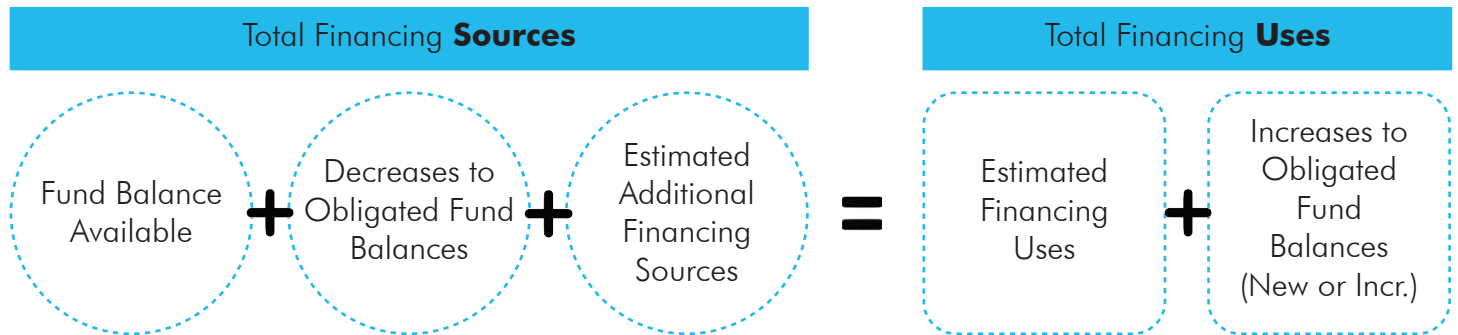 Total Financing Sources
Total Financing Uses
Fund Balance
Available
+
Decreases to
Obligated Fund
Balances
+
Estimated
Additional
Financing
Sources
=
Estimated
Financing
Uses
+
Increases to
Obligated
Fund
Balances
(New or Incr.)